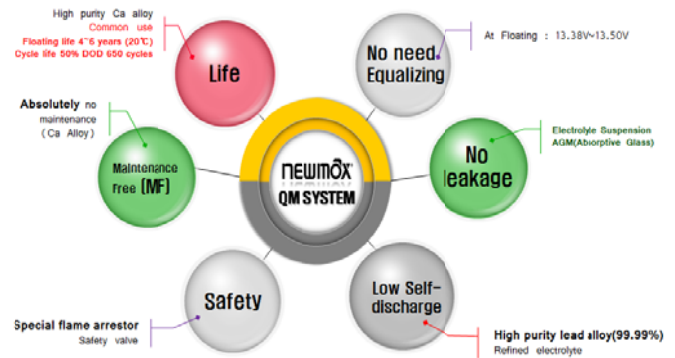 High purity Ca alloy
Common use
Floating life 4~6 years (20℃)
Cycle life 50% DOD 650 cycles
Life
No need
Equalizing
At Floating : 13.38V~13.50V
Absolutely no
maintenance
(Ca Alloy)
Maintenance
Free (MF)
newmax
QM SYSTEM
No
leakage
Electrolyle Suspension
AGM(Abiorptive Glass)
Safety
Low Self-
discharge
Special flame arrestor
Safety valve
High purity lead alloy(99.99%)
Refined electrolyte